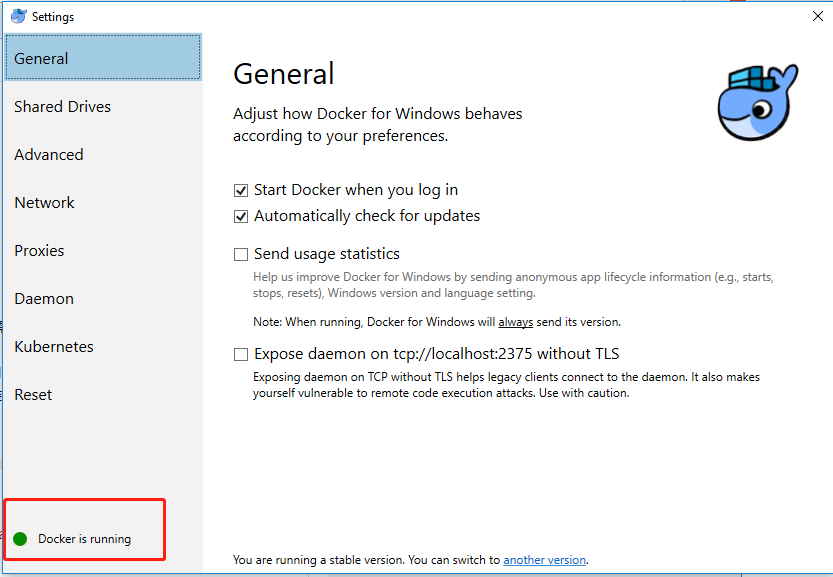 Settings
General
Shared Drives
Advanced
Network
Proxies
Daemon
Kubernetes
Reset
Docker is running
General
Adjust how Docker for Windows behaves
according to your preferences.
Start Docker when you log in
Automatically check for updates
Send usage statistics
Help us improve Docker for Windows by sending anonymous app lifecycle information (e.g., starts,
stops, resets), Windows version and language setting.
Note: When running, Docker for Windows will always send its version.
Expose daemon on tcp://localhost:2375 without TLS
Exposing daemon on TCP without TLS helps legacy clients connect to the daemon. It also makes
yourself vulnerable to remote code execution attacks. Use with caution.
You are running a stable version. You can switch to another version.